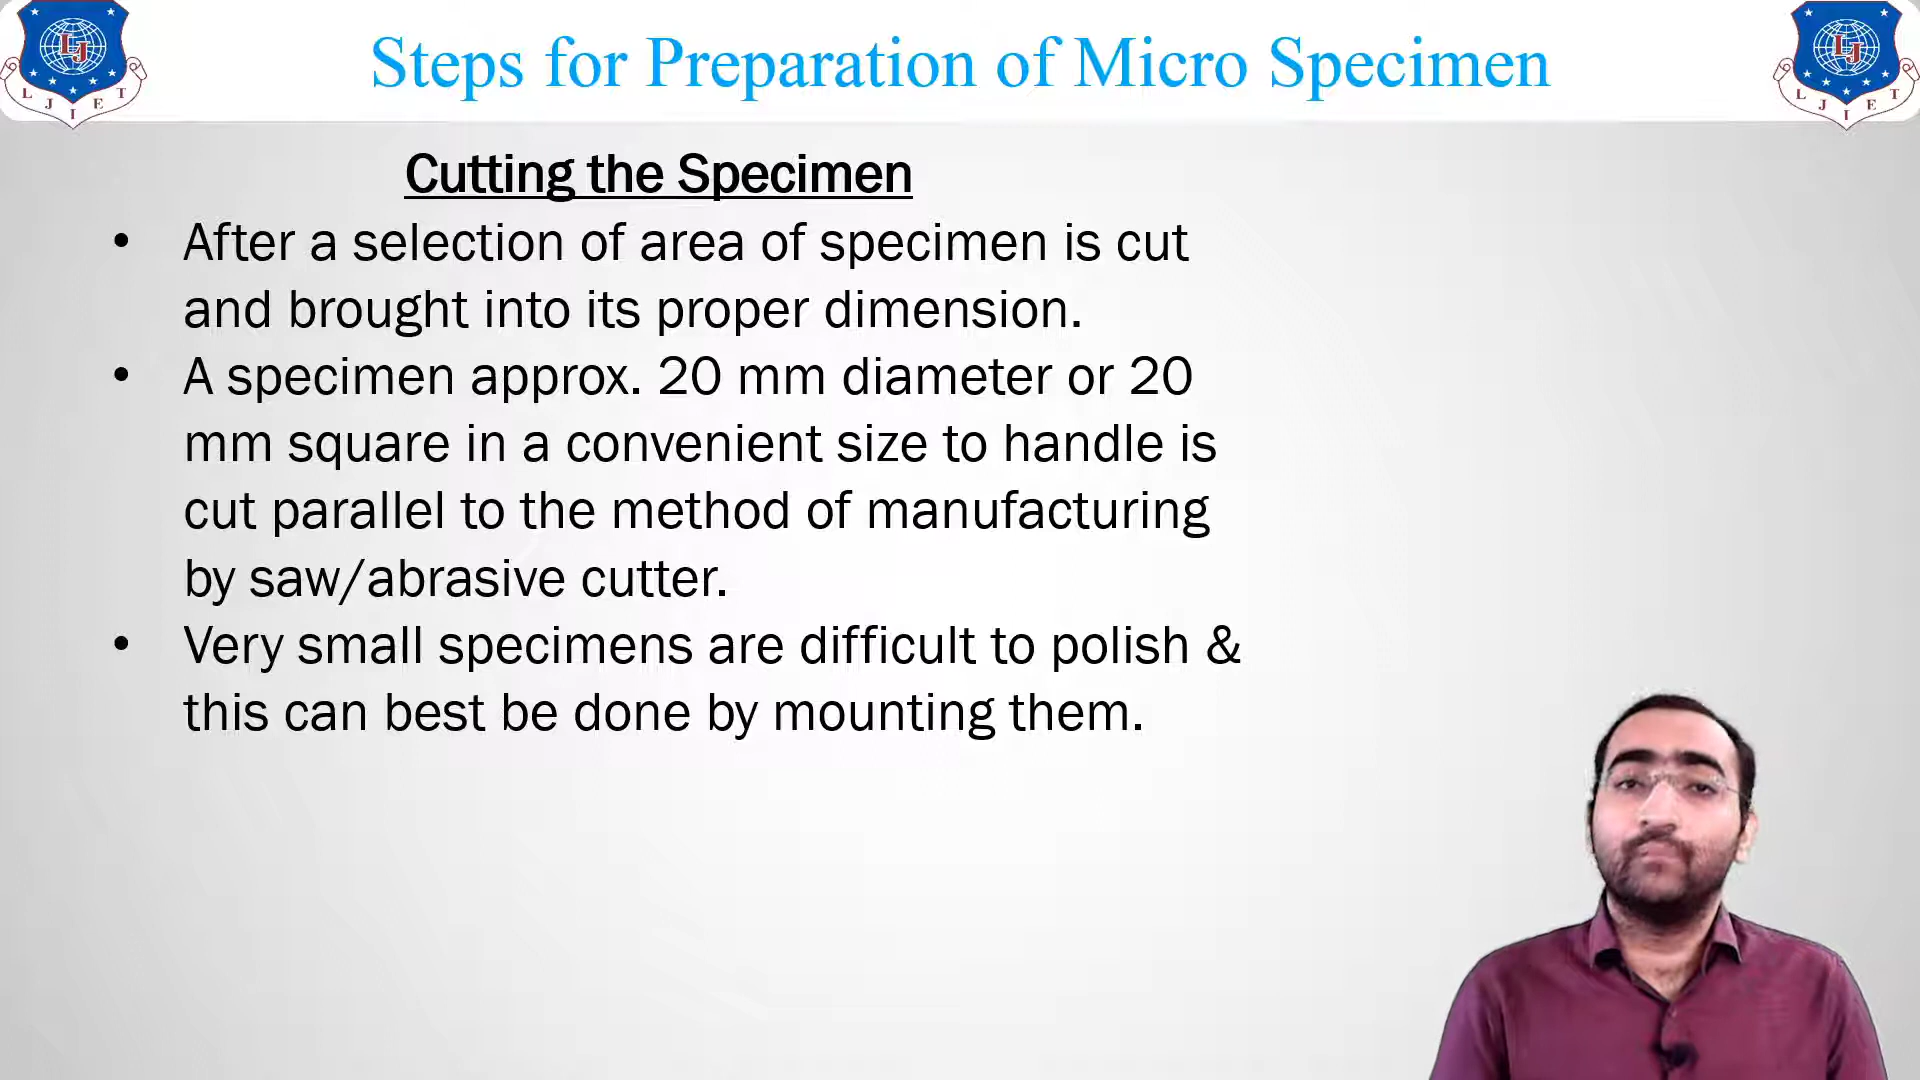 Steps for Preparation of Micro Specimen
LJ
L J I E T
LJ
L J I E T
Cutting the Specimen
• After a selection of area of specimen is cut
and brought into its proper dimension.
• A specimen approx. 20 mm diameter or 20
mm square in a convenient size to handle is
cut parallel to the method of manufacturing
by saw/abrasive cutter.
• Very small specimens are difficult to polish &
this can best be done by mounting them.